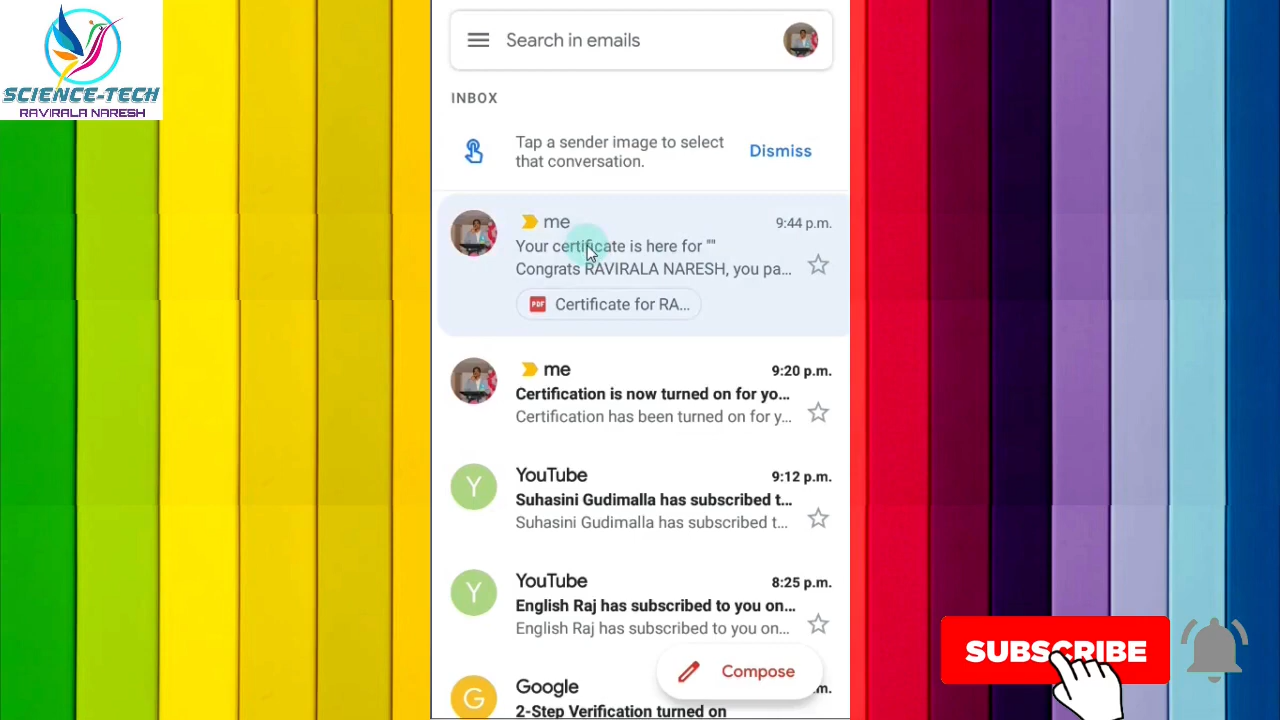 SCIENCE-TECH
RAVIRALA NARESH
Search in emails
INBOX
Tap a sender image to select
that conversation.
Dismiss
me
9:44 p.m.
Your certificate is here for ""
Congrats RAVIRALA NARESH, you pa...
PDF
Certificate for RA...
me
9:20 p.m.
Certification is now turned on for yo...
Certification has been turned on for y...
Y
YouTube
9:12 p.m.
Suhasini Gudimalla has subscribed t...
Suhasini Gudimalla has subscribed t...
Y
YouTube
8:25 p.m.
English Raj has subscribed to you on...
English Raj has subscribed to you on...
Compose
G
Google
m.
2-Step Verification turned on
SUBSCRIBE